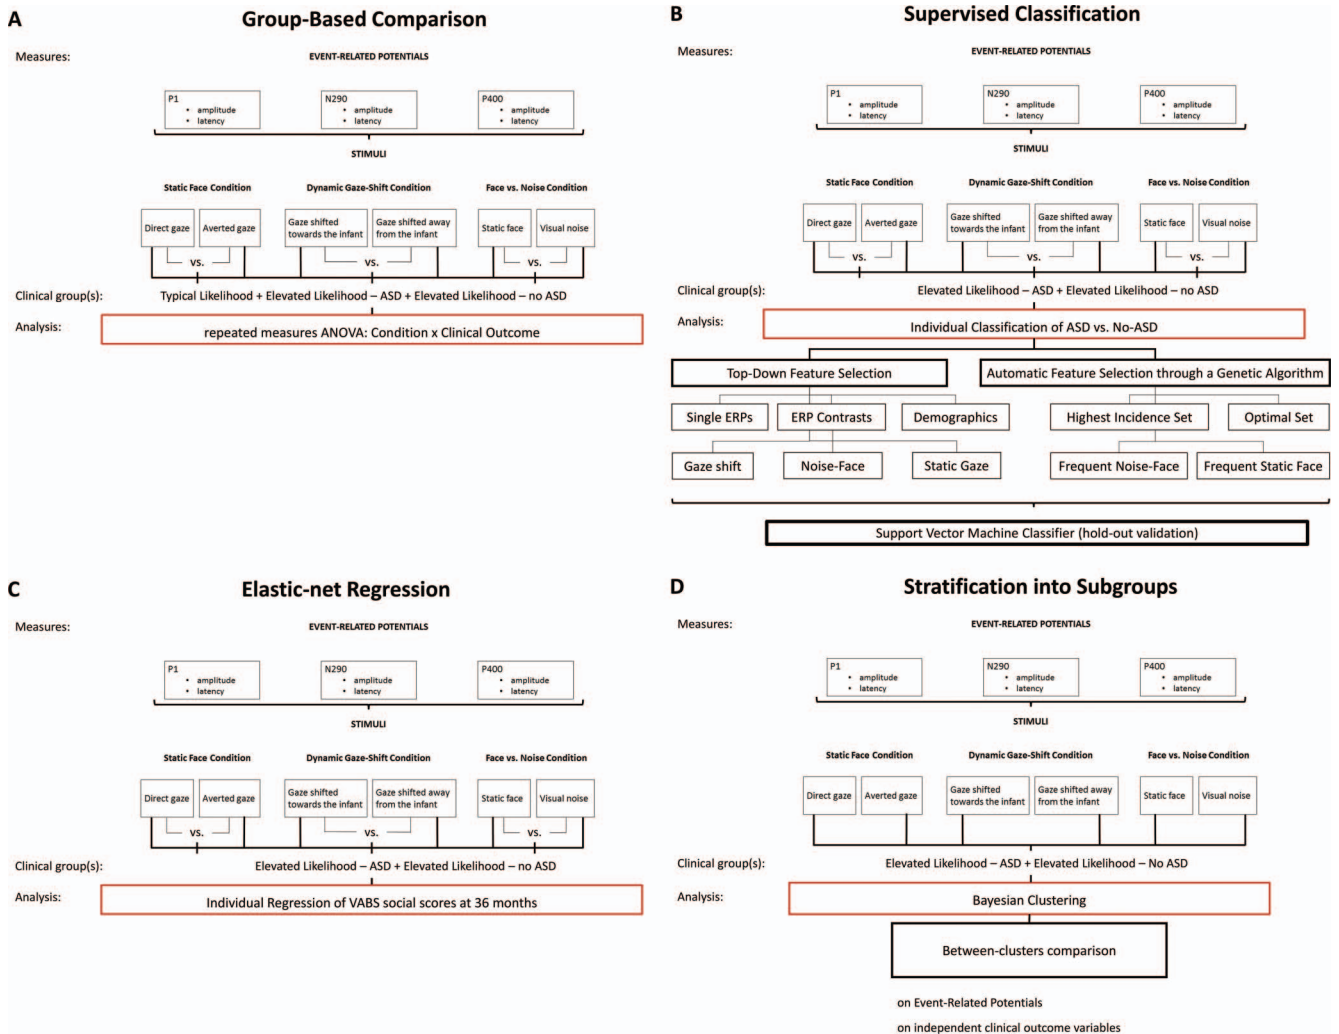 A
Group-Based Comparison
Measures:
EVENT-RELATED POTENTIALS
P1
• amplitude
• latency
N290
• amplitude
• latency
P400
• amplitude
• latency
STIMULI
Static Face Condition
Dynamic Gaze-Shift Condition
Face vs. Noise Condition
Direct gaze
Averted gaze
Gaze shifted
towards the infant
Gaze shifted away
from the infant
Static face
Visual noise
vs.
vs.
vs.
Clinical group(s):
Typical Likelihood + Elevated Likelihood – ASD + Elevated Likelihood – no ASD
Analysis:
repeated measures ANOVA: Condition x Clinical Outcome
B
Supervised Classification
Measures:
EVENT-RELATED POTENTIALS
P1
• amplitude
• latency
N290
• amplitude
• latency
P400
• amplitude
• latency
STIMULI
Static Face Condition
Dynamic Gaze-Shift Condition
Face vs. Noise Condition
Direct gaze
Averted gaze
Gaze shifted
towards the infant
Gaze shifted away
from the infant
Static face
Visual noise
vs.
vs.
vs.
Clinical group(s):
Elevated Likelihood – ASD + Elevated Likelihood – no ASD
Analysis:
Individual Classification of ASD vs. No-ASD
Top-Down Feature Selection
Automatic Feature Selection through a Genetic Algorithm
Single ERPs
ERP Contrasts
Demographics
Highest Incidence Set
Optimal Set
Gaze shift
Noise-Face
Static Gaze
Frequent Noise-Face
Frequent Static Face
Support Vector Machine Classifier (hold-out validation)
C
Elastic-net Regression
Measures:
EVENT-RELATED POTENTIALS
P1
• amplitude
• latency
N290
• amplitude
• latency
P400
• amplitude
• latency
STIMULI
Static Face Condition
Dynamic Gaze-Shift Condition
Face vs. Noise Condition
Direct gaze
Averted gaze
Gaze shifted
towards the infant
Gaze shifted away
from the infant
Static face
Visual noise
vs.
vs.
vs.
Clinical group(s):
Elevated Likelihood – ASD + Elevated Likelihood – no ASD
Analysis:
Individual Regression of VABS social scores at 36 months
D
Stratification into Subgroups
Measures:
EVENT-RELATED POTENTIALS
P1
• amplitude
• latency
N290
• amplitude
• latency
P400
• amplitude
• latency
STIMULI
Static Face Condition
Dynamic Gaze-Shift Condition
Face vs. Noise Condition
Direct gaze
Averted gaze
Gaze shifted
towards the infant
Gaze shifted away
from the infant
Static face
Visual noise
Clinical group(s):
Elevated Likelihood – ASD + Elevated Likelihood – No ASD
Analysis:
Bayesian Clustering
Between-clusters comparison
on Event-Related Potentials
on independent clinical outcome variables